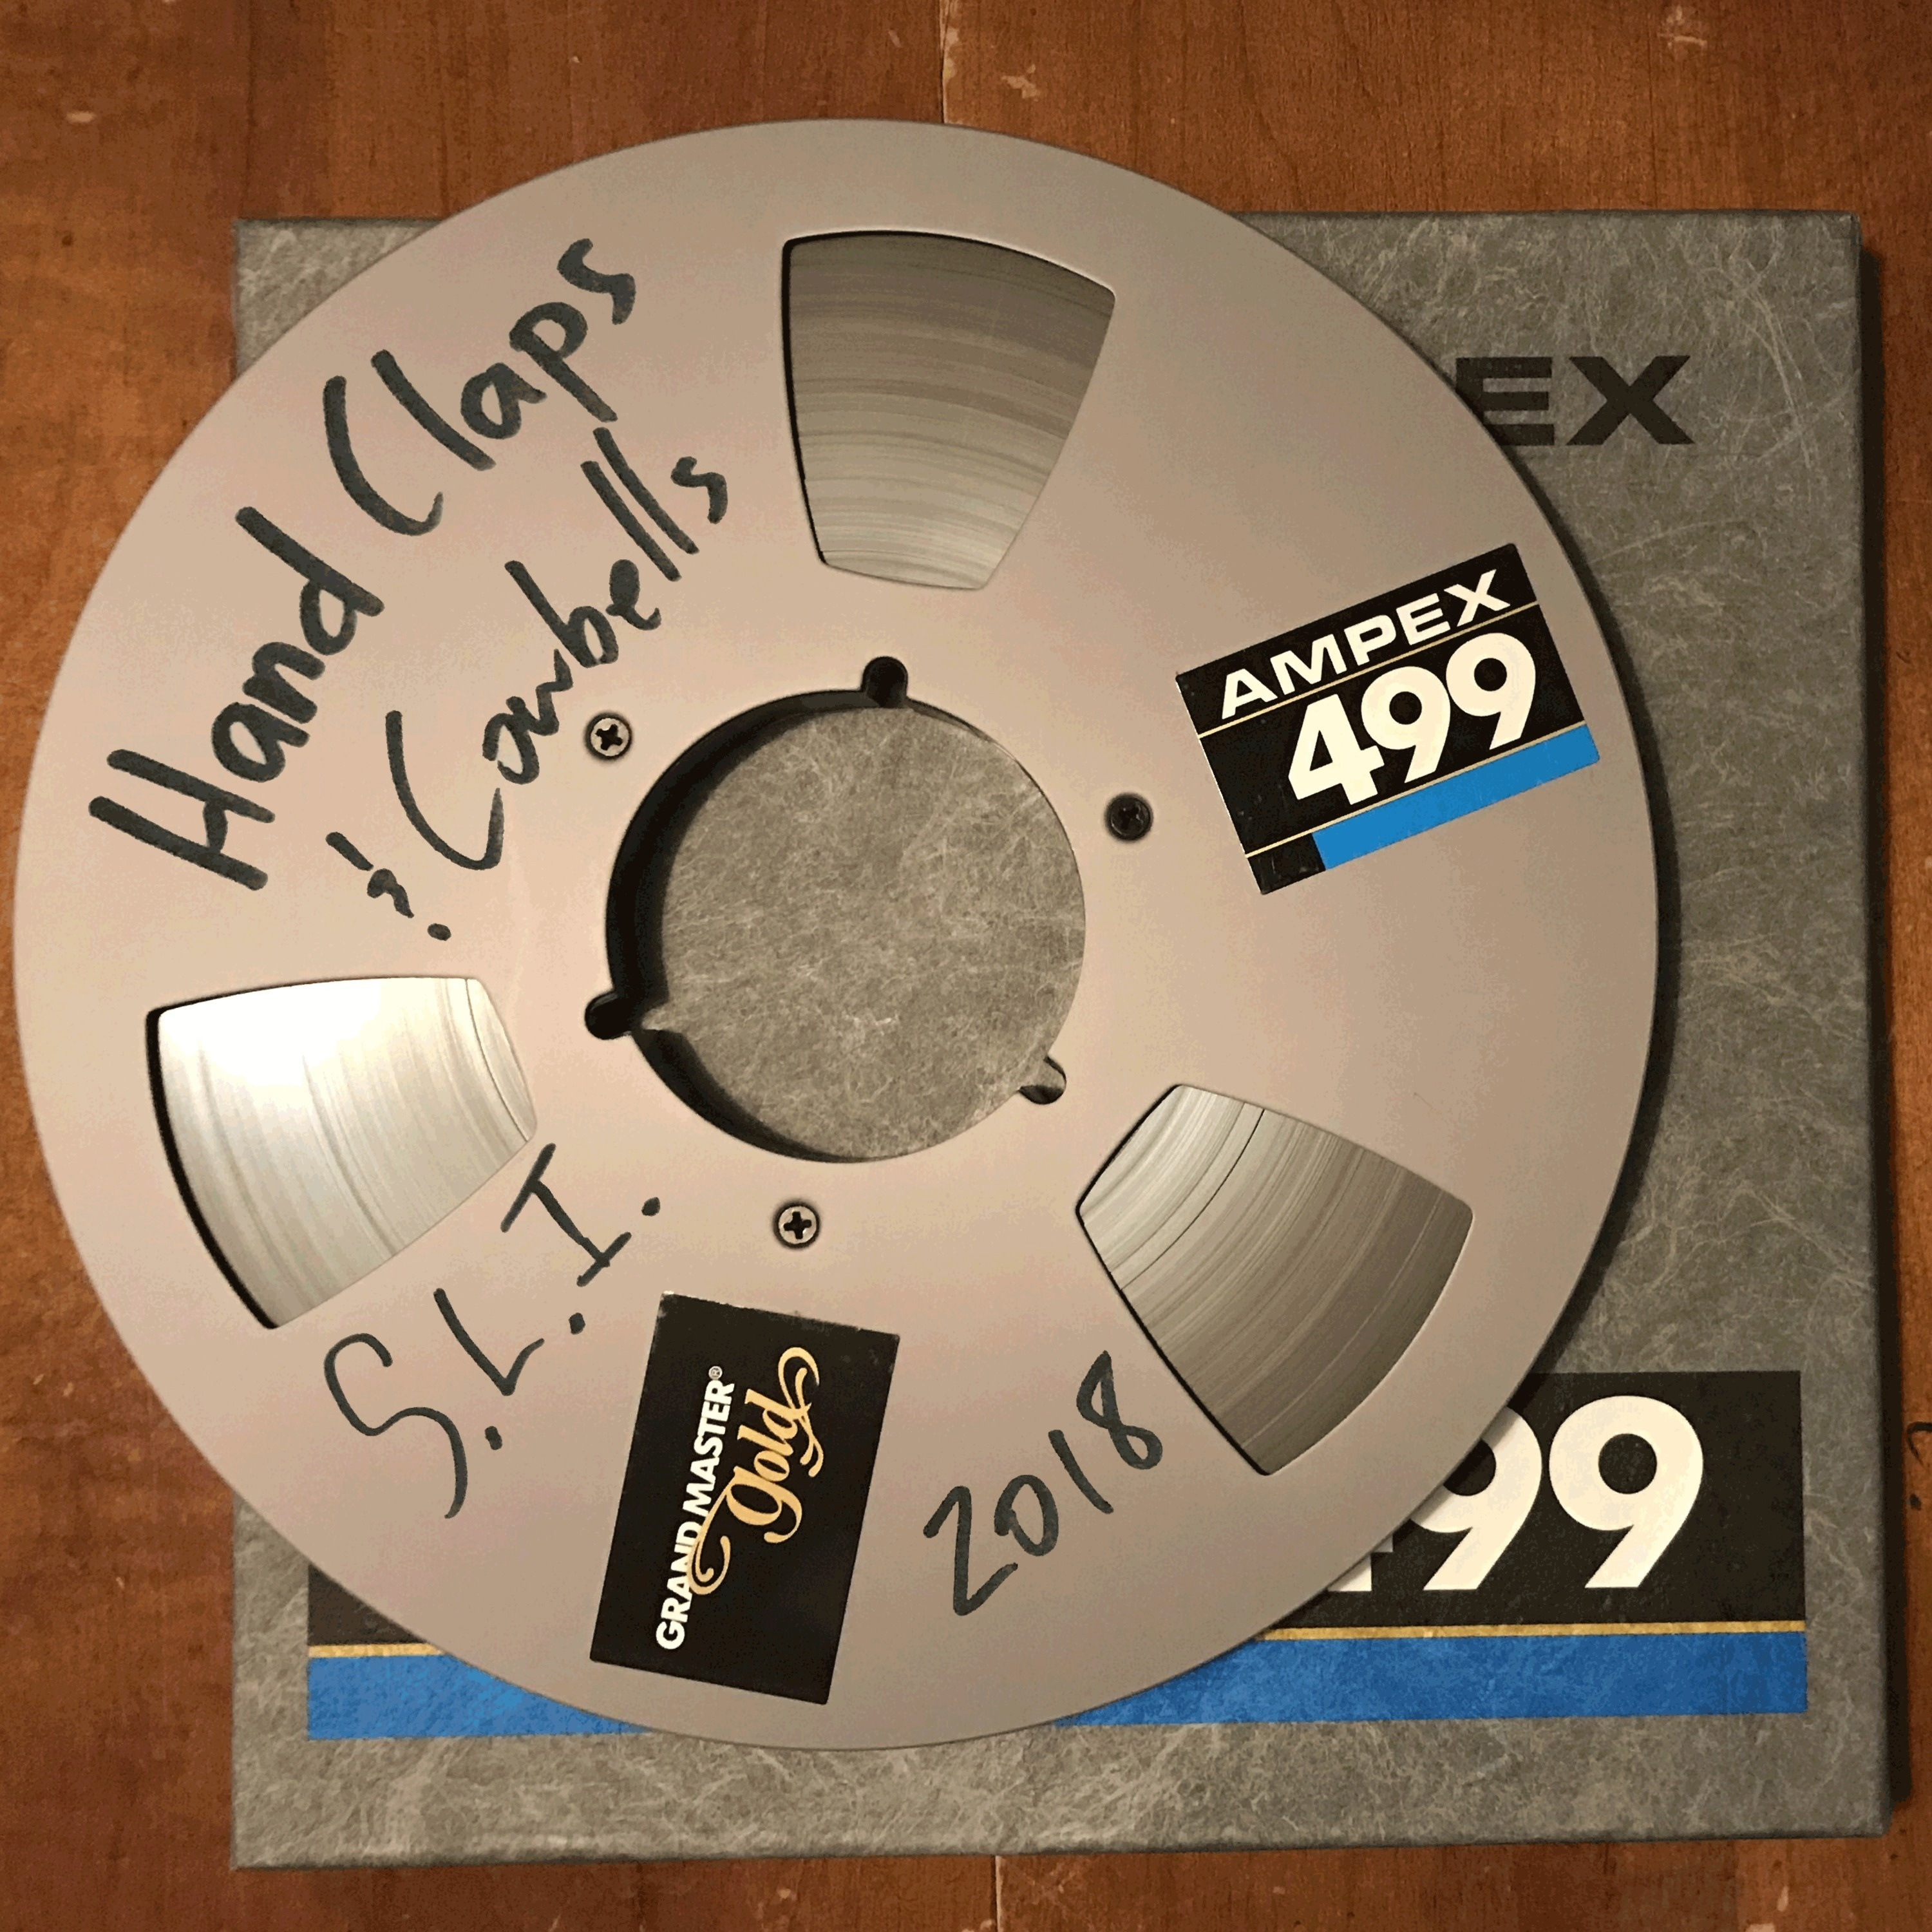 Hand Claps
& Cowbells
AMPEX
499
S.L.I.
GRAND MASTER®
gold
2018
EX
499